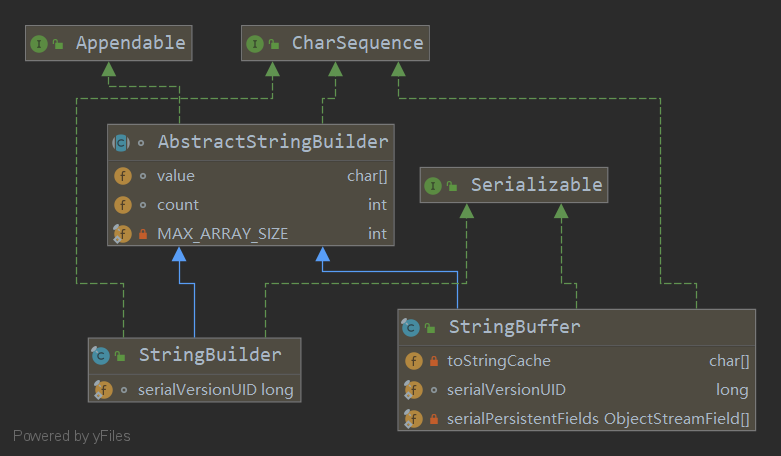 Appendable
CharSequence
AbstractStringBuilder
value char[]
count int
MAX_ARRAY_SIZE int
Serializable
StringBuilder
serialVersionUID long
StringBuffer
toStringCache char[]
serialVersionUID long
serialPersistentFields ObjectStreamField[]
Powered by yFiles